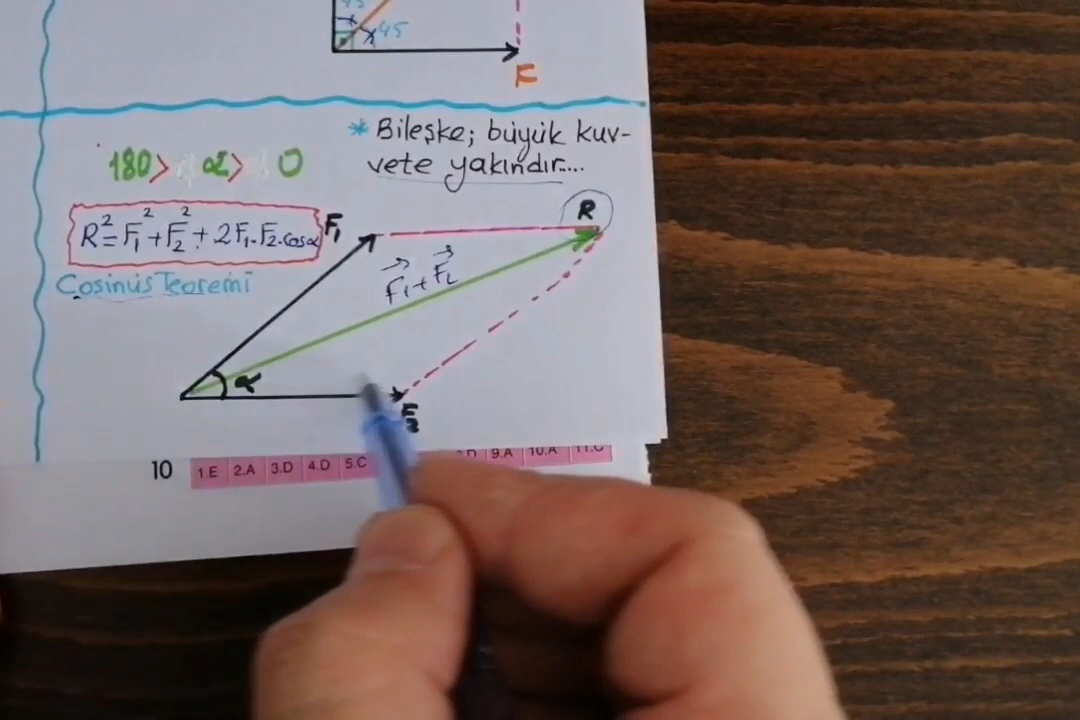 45
F
* Bileşke; büyük kuv-
vete yakındır....
180 > α > 0
R² = F₁² + F₂² + 2F₁.F₂.cosα
Cosinüs Teoremi
F₁
R
F₁ + F₂
α
F₂
10 1.E 2.A 3.D 4.D 5.C 9.A 10.A 11.C